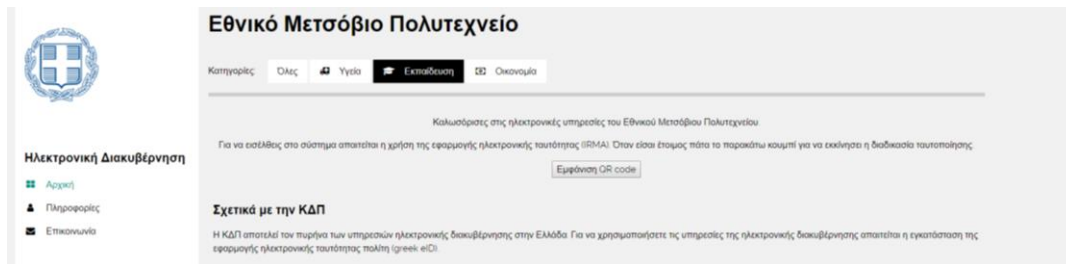 Εθνικό Μετσόβιο Πολυτεχνείο
Κατηγορίες: Όλες Υγεία Εκπαίδευση Οικονομία
Καλωσόρισες στις ηλεκτρονικές υπηρεσίες του Εθνικού Μετσόβιου Πολυτεχνείου
Για να εισέλθεις στο σύστημα απαιτείται η χρήση της εφαρμογής ηλεκτρονικής ταυτότητας (IRMA). Όταν είσαι έτοιμος πάτα το παρακάτω κουμπί για να εκκίνησει η διαδικασία ταυτοποίησης.
Εμφάνιση QR code
Ηλεκτρονική Διακυβέρνηση
Αρχική
Πληροφορίες
Επικοινωνία
Σχετικά με την ΚΔΠ
Η ΚΔΠ αποτελεί τον πυρήνα των υπηρεσιών ηλεκτρονικής διακυβέρνησης στην Ελλάδα. Για να χρησιμοποιήσετε τις υπηρεσίες της ηλεκτρονικής διακυβέρνησης απαιτείται η εγκατάσταση της
εφαρμογής ηλεκτρονικής ταυτότητας πολίτη (greek eID).